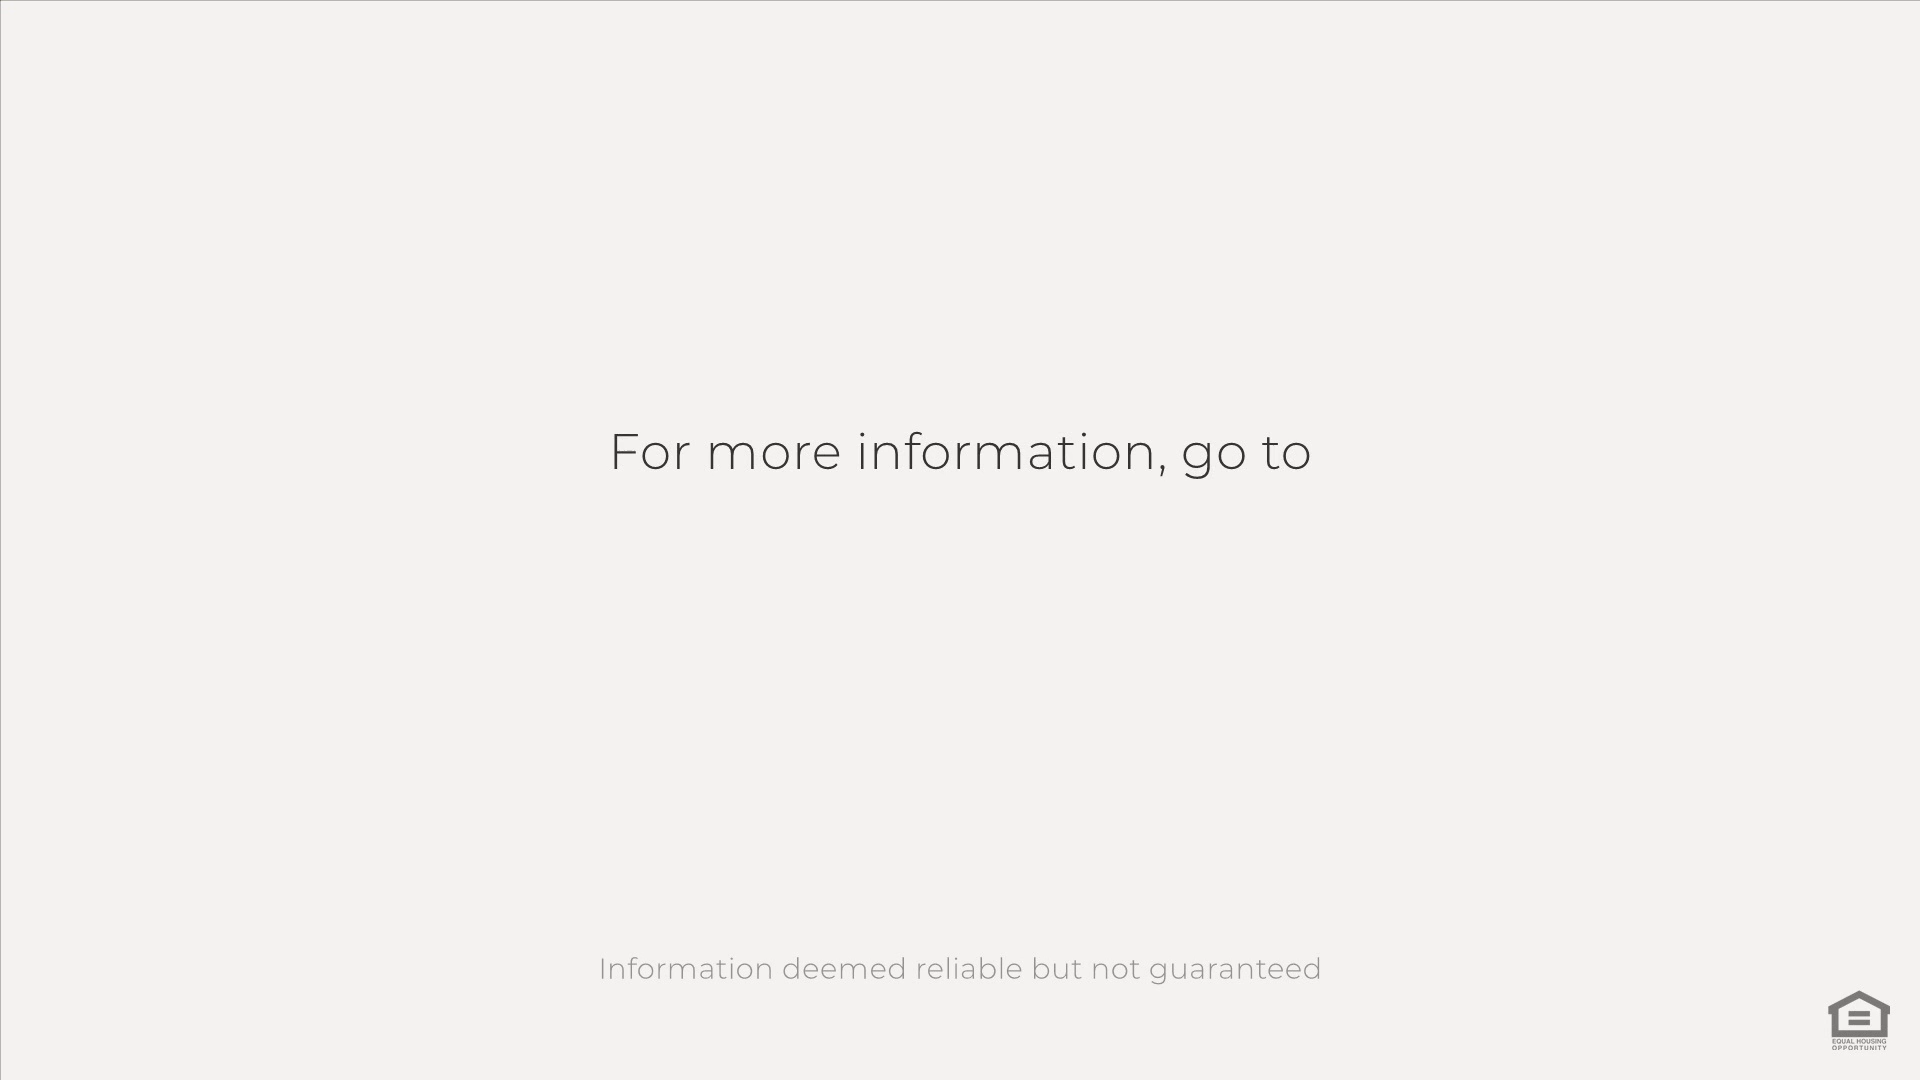 For more information, go to
Information deemed reliable but not guaranteed
EQUAL HOUSING
OPPORTUNITY